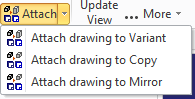 Attach
Update
View
... More
Attach drawing to Variant
Attach drawing to Copy
Attach drawing to Mirror